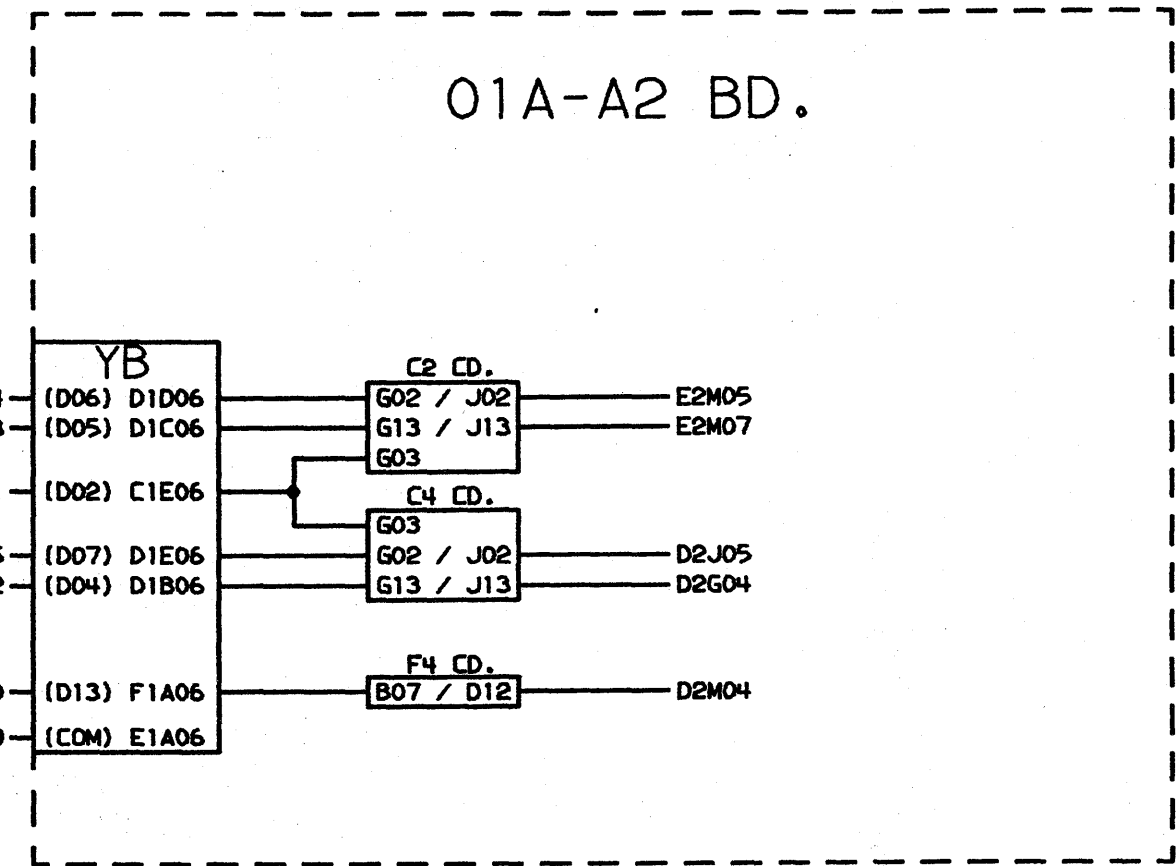 01A-A2 BD.
YB
(D06) D1D06
(D05) D1C06
(D02) C1E06
(D07) D1E06
(D04) D1B06
(D13) F1A06
(COM) E1A06
C2 CD.
G02 / J02
G13 / J13
G03
E2M05
E2M07
C4 CD.
G03
G02 / J02
G13 / J13
D2J05
D2G04
F4 CD.
B07 / D12
D2M04